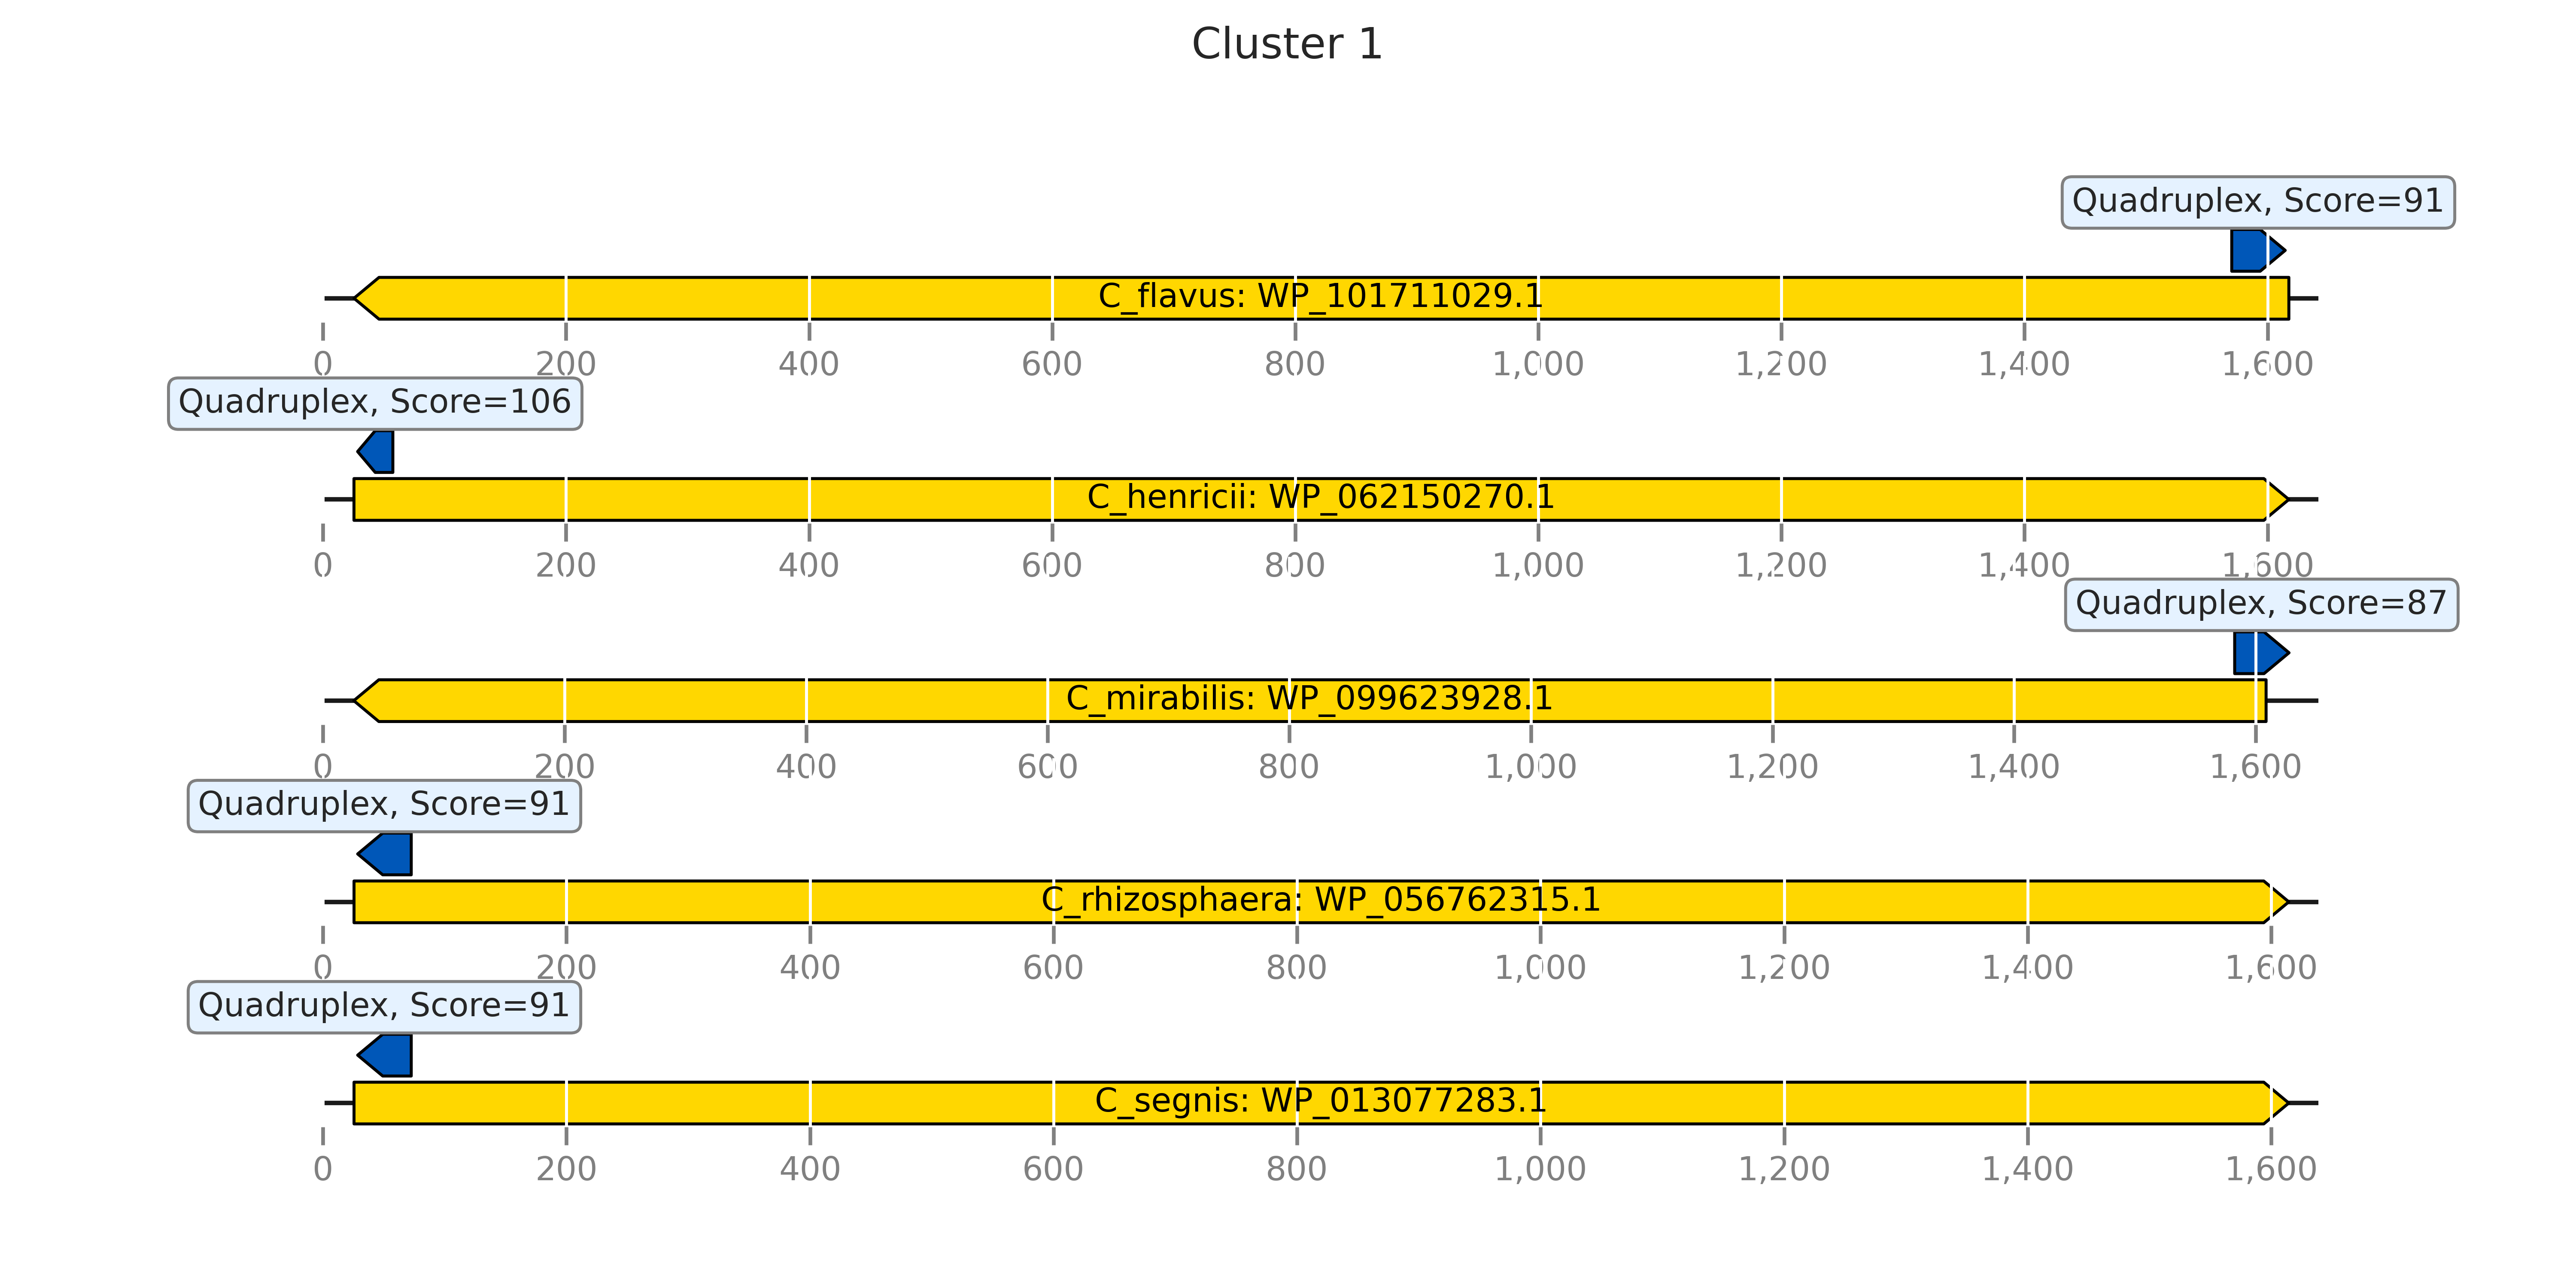 Cluster 1
Quadruplex, Score=91
C_flavus: WP_101711029.1
0 200 400 600 800 1,000 1,200 1,400 1,600
Quadruplex, Score=106
C_henricii: WP_062150270.1
0 200 400 600 800 1,000 1,200 1,400 1,600
Quadruplex, Score=87
C_mirabilis: WP_099623928.1
0 200 400 600 800 1,000 1,200 1,400 1,600
Quadruplex, Score=91
C_rhizosphaera: WP_056762315.1
0 200 400 600 800 1,000 1,200 1,400 1,600
Quadruplex, Score=91
C_segnis: WP_013077283.1
0 200 400 600 800 1,000 1,200 1,400 1,600